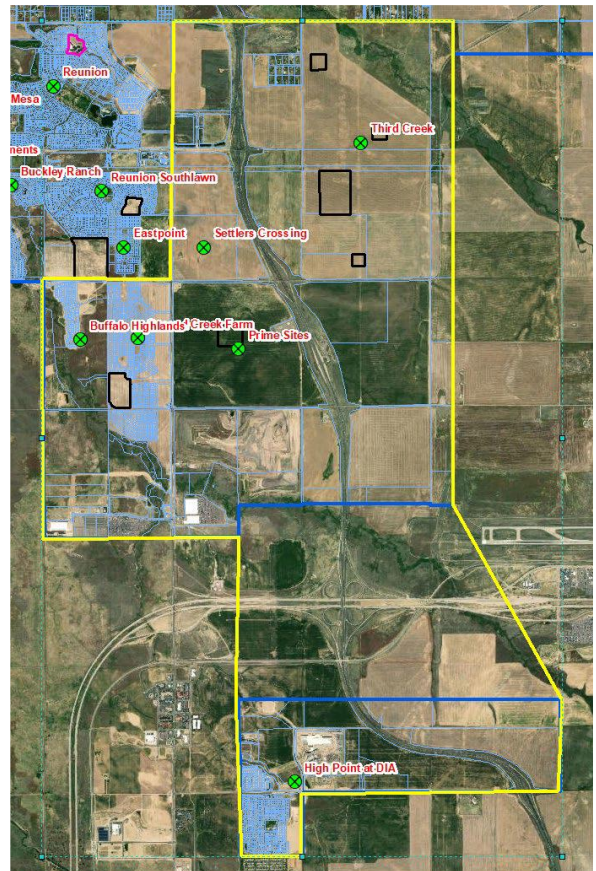 Reunion
Mesa
Third Creek
nents
Buckley Ranch
Reunion Southlawn
Eastpoint
Settlers Crossing
Buffalo Highlands
Creek Farm
Prime Sites
High Point at DIA